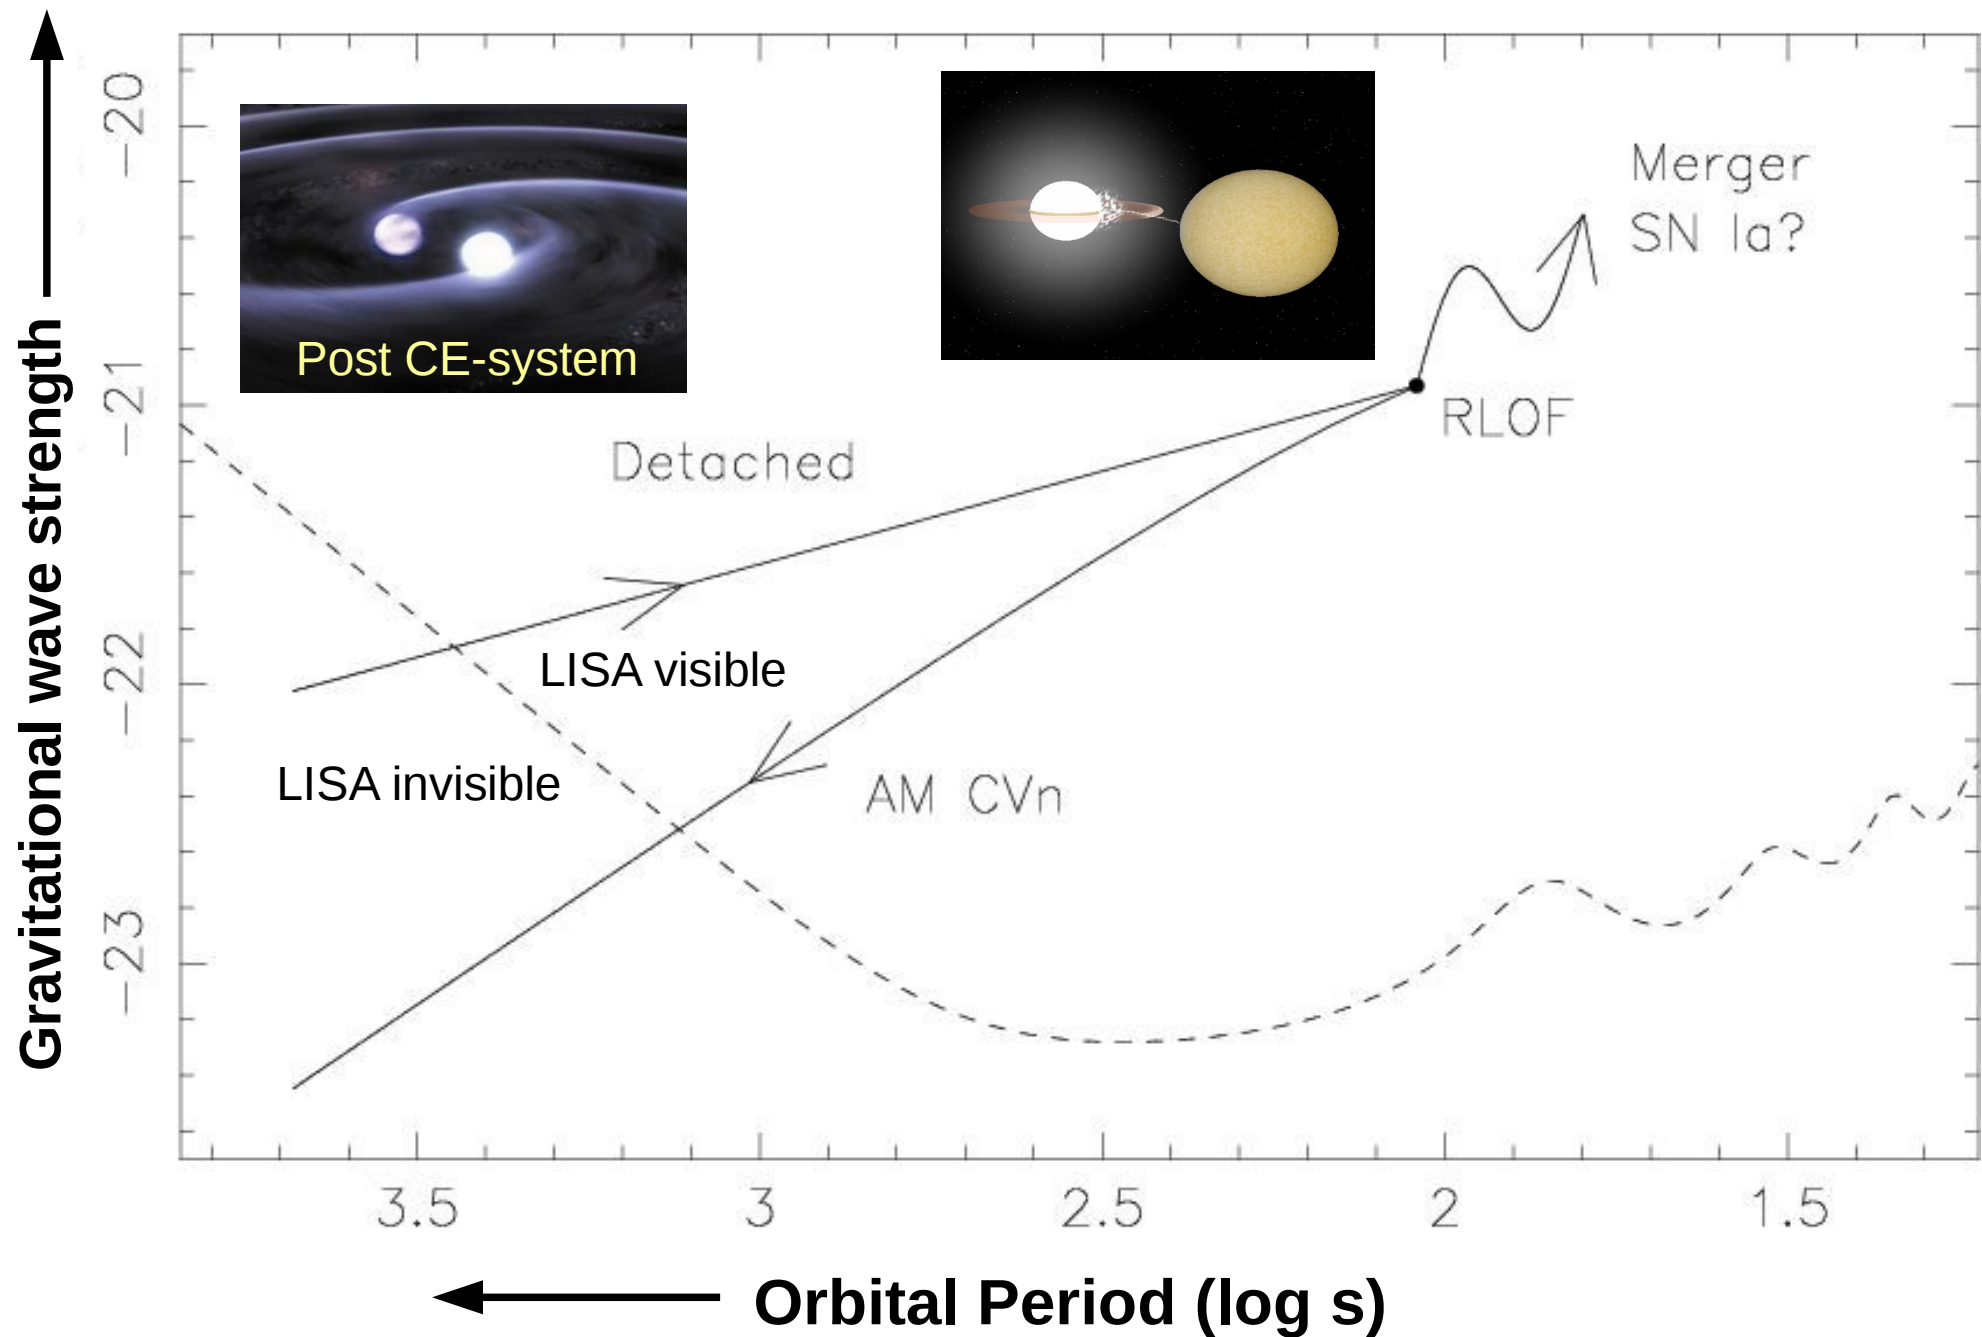 Gravitational wave strength
−20
−21
−22
−23
Post CE-system
Merger
SN Ia?
RLOF
Detached
LISA visible
LISA invisible
AM CVn
3.5
3
2.5
2
1.5
Orbital Period (log s)